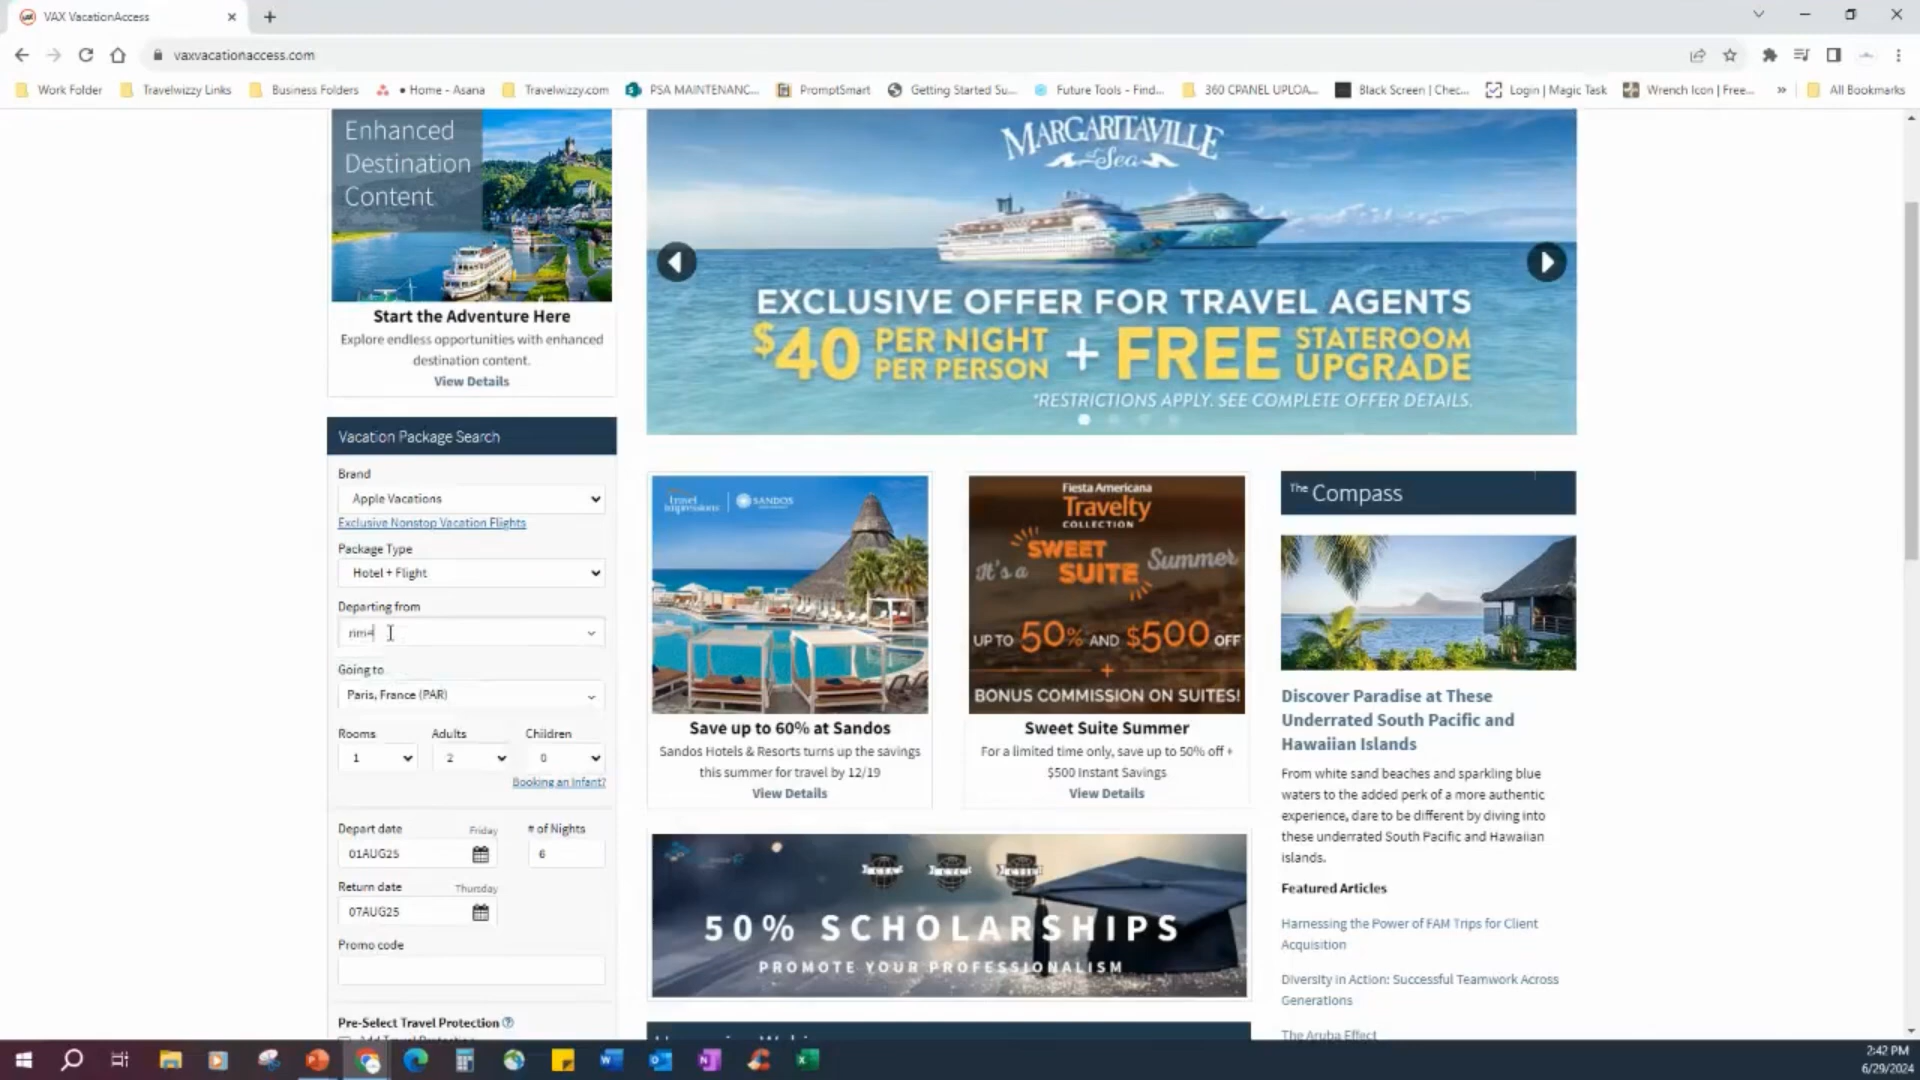 VAX VacationAccess
vaxvacationaccess.com
Work Folder
Travelwizzy Links
Business Folders
• Home - Asana
Travelwizzy.com
PSA MAINTENANC...
PromptSmart
Getting Started Su...
Future Tools - Find...
360 CPANEL UPLOA...
Black Screen | Chec...
Login | Magic Task
Wrench Icon | Free...
»
All Bookmarks
Enhanced
Destination
Content
Start the Adventure Here
Explore endless opportunities with enhanced
destination content.
View Details
MARGARITAVILLE
at Sea
EXCLUSIVE OFFER FOR TRAVEL AGENTS
$40 PER NIGHT PER PERSON + FREE STATEROOM UPGRADE
*RESTRICTIONS APPLY. SEE COMPLETE OFFER DETAILS.
Vacation Package Search
Brand
Apple Vacations
Exclusive Nonstop Vacation Flights
Package Type
Hotel + Flight
Departing from
Going to
Paris, France (PAR)
Rooms Adults Children
1 2 0
Booking an Infant?
Depart date Friday # of Nights
01AUG25 6
Return date Thursday
07AUG25
Promo code
Pre-Select Travel Protection
travel impressions | SANDOS
Save up to 60% at Sandos
Sandos Hotels & Resorts turns up the savings
this summer for travel by 12/19
View Details
Fiesta Americana
Travelty
COLLECTION
It's a SWEET SUITE Summer
UP TO 50% AND $500 OFF
+
BONUS COMMISSION ON SUITES!
Sweet Suite Summer
For a limited time only, save up to 50% off +
$500 Instant Savings
View Details
50% SCHOLARSHIPS
PROMOTE YOUR PROFESSIONALISM
The Compass
Discover Paradise at These
Underrated South Pacific and
Hawaiian Islands
From white sand beaches and sparkling blue
waters to the added perk of a more authentic
experience, dare to be different by diving into
these underrated South Pacific and Hawaiian
islands.
Featured Articles
Harnessing the Power of FAM Trips for Client
Acquisition
Diversity in Action: Successful Teamwork Across
Generations
The Aruba Effect
2:42 PM
6/29/2024